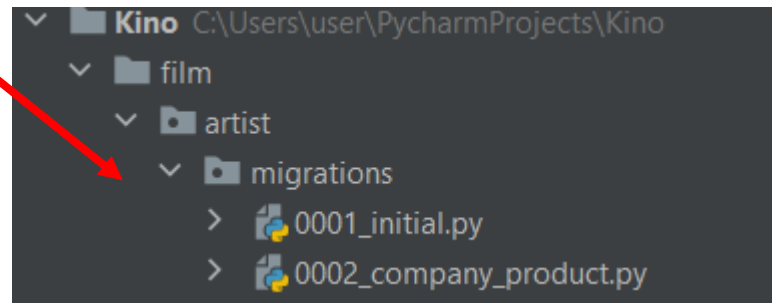 Kino C:\Users\user\PycharmProjects\Kino
film
artist
migrations
0001_initial.py
0002_company_product.py